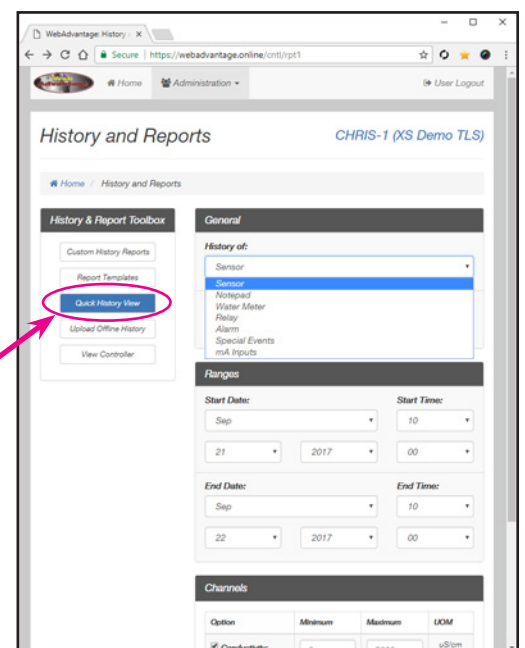 WebAdvantage: History
Secure | https://webadvantage.online/cntl/rpt1
Home Administration User Logout
History and Reports CHRIS-1 (XS Demo TLS)
Home / History and Reports
History & Report Toolbox
Custom History Reports
Report Templates
Quick History View
Upload Offline History
View Controller
General
History of:
Sensor
Sensor
Notepad
Water Meter
Relay
Alarm
Special Events
mA Inputs
Ranges
Start Date: Start Time:
Sep 10
21 2017 00
End Date: End Time:
Sep 10
22 2017 00
Channels
Option Minimum Maximum UOM
Conductivity uS/cm